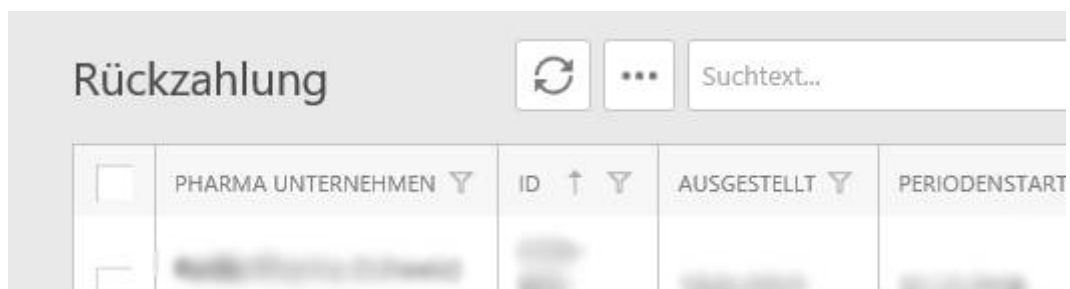 Rückzahlung
Suchtext...
PHARMA UNTERNEHMEN ID AUSGESTELLT PERIODENSTART